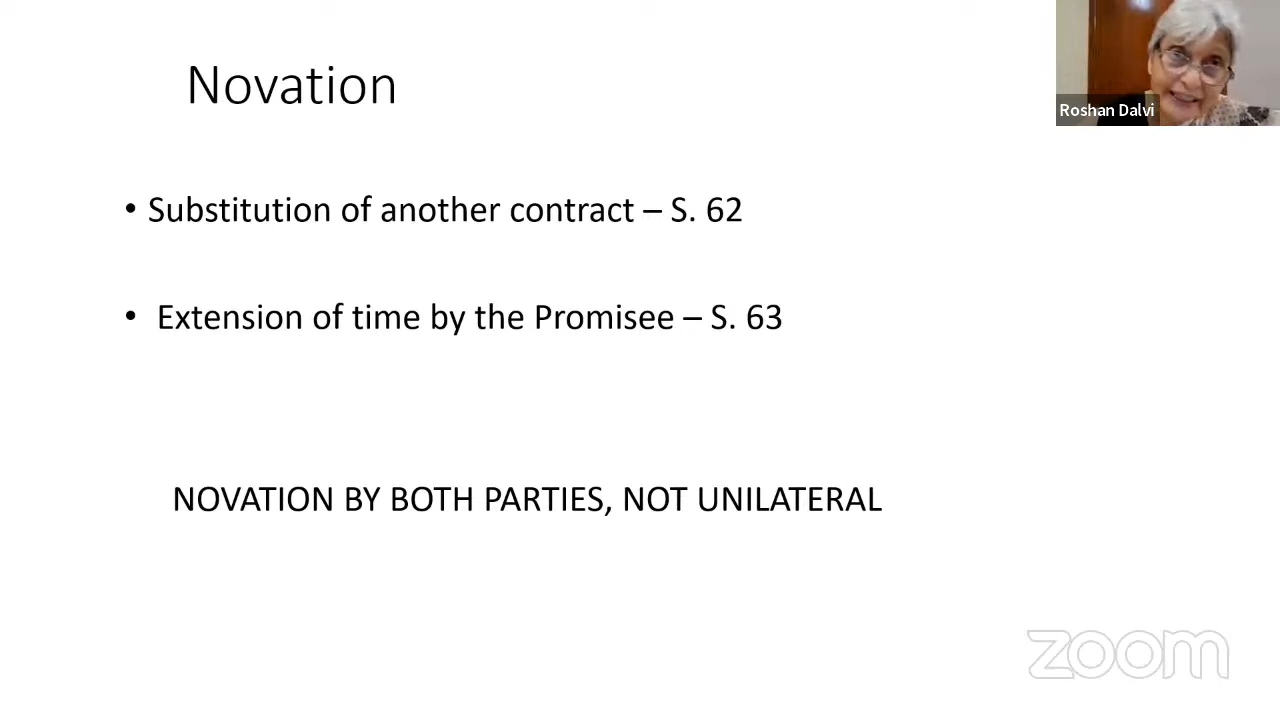 Novation
Roshan Dalvi
• Substitution of another contract – S. 62
• Extension of time by the Promisee – S. 63
NOVATION BY BOTH PARTIES, NOT UNILATERAL
zoom